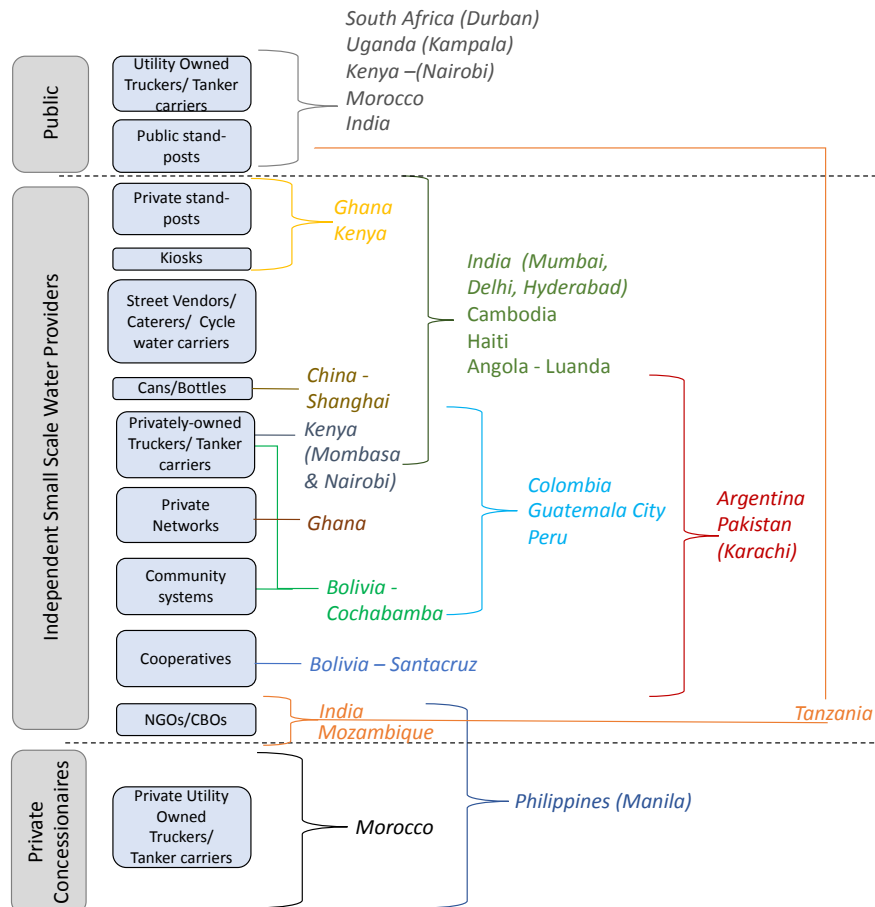 South Africa (Durban)
Uganda (Kampala)
Kenya –(Nairobi)
Morocco
India
Public
Utility Owned
Truckers/ Tanker
carriers
Public stand-
posts
Independent Small Scale Water Providers
Private stand-
posts
Kiosks
Ghana
Kenya
Street Vendors/
Caterers/ Cycle
water carriers
India (Mumbai,
Delhi, Hyderabad)
Cambodia
Haiti
Angola - Luanda
Cans/Bottles
China -
Shanghai
Privately-owned
Truckers/ Tanker
carriers
Kenya
(Mombasa
& Nairobi)
Private
Networks
Ghana
Colombia
Guatemala City
Peru
Argentina
Pakistan
(Karachi)
Community
systems
Bolivia -
Cochabamba
Cooperatives
Bolivia – Santacruz
NGOs/CBOs
India
Mozambique
Tanzania
Private
Concessionaires
Private Utility
Owned
Truckers/
Tanker carriers
Morocco
Philippines (Manila)